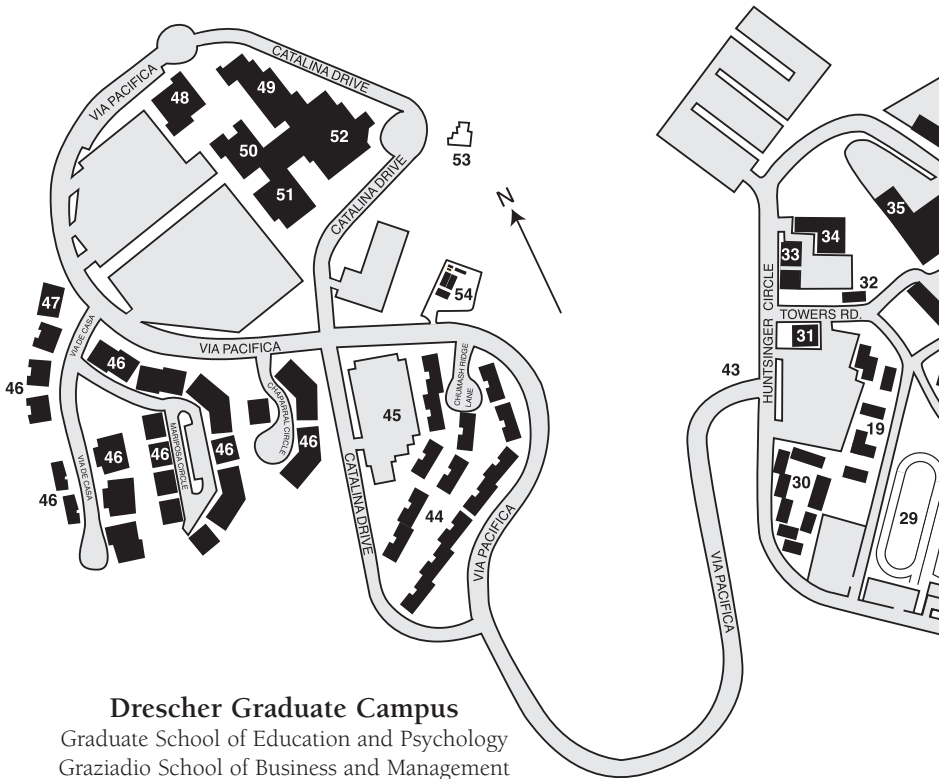 VIA PACIFICA
CATALINA DRIVE
48
49
50
52
51
53
CATALINA DRIVE
N
35
34
33
32
HUNTSINGER CIRCLE
TOWERS RD.
31
54
47
VIA DE CASA
VIA PACIFICA
46
46
CHUMASH RIDGE
LANE
43
CHAPARRAL CIRCLE
45
MARIPOSA CIRCLE
46
46
46
46
19
VIA DE CASA
46
CATALINA DRIVE
44
30
29
VIA PACIFICA
VIA PACIFICA
Drescher Graduate Campus
Graduate School of Education and Psychology
Graziadio School of Business and Management